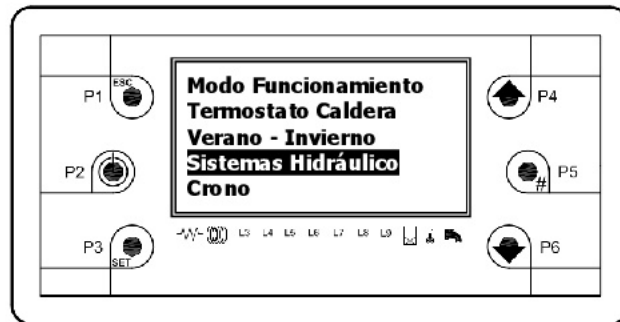 ESC
P1
P2
P3
SET
Modo Funcionamiento
Termostato Caldera
Verano - Invierno
Sistemas Hidráulico
Crono
L3 L4 L5 L6 L7 L8 L9
P4
P5
#
P6